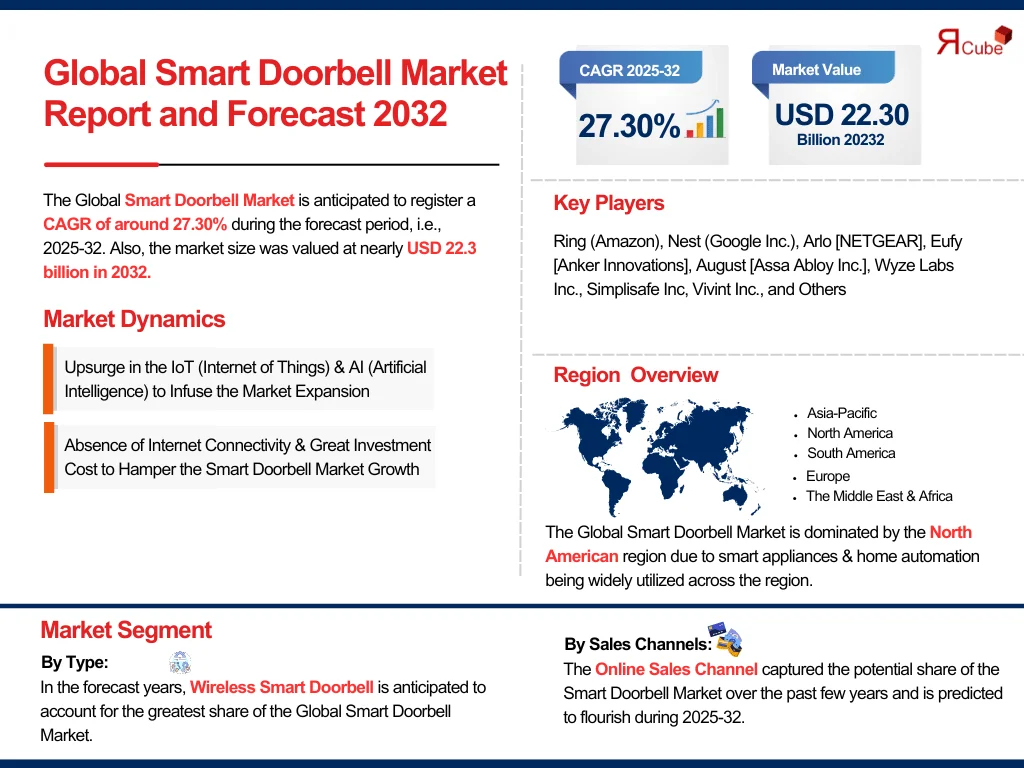 ЯCube
Global Smart Doorbell Market
Report and Forecast 2032
The Global Smart Doorbell Market is anticipated to register a
CAGR of around 27.30% during the forecast period, i.e.,
2025-32. Also, the market size was valued at nearly USD 22.3
billion in 2032.
Market Dynamics
Upsurge in the IoT (Internet of Things) & AI (Artificial
Intelligence) to Infuse the Market Expansion
Absence of Internet Connectivity & Great Investment
Cost to Hamper the Smart Doorbell Market Growth
CAGR 2025-32
27.30%
Market Value
USD 22.30
Billion 20232
Key Players
Ring (Amazon), Nest (Google Inc.), Arlo [NETGEAR], Eufy
[Anker Innovations], August [Assa Abloy Inc.], Wyze Labs
Inc., Simplisafe Inc, Vivint Inc., and Others
Region Overview
• Asia-Pacific
• North America
• South America
• Europe
• The Middle East & Africa
The Global Smart Doorbell Market is dominated by the North
American region due to smart appliances & home automation
being widely utilized across the region.
Market Segment
By Type:
In the forecast years, Wireless Smart Doorbell is anticipated to
account for the greatest share of the Global Smart Doorbell
Market.
By Sales Channels:
The Online Sales Channel captured the potential share of the
Smart Doorbell Market over the past few years and is predicted
to flourish during 2025-32.